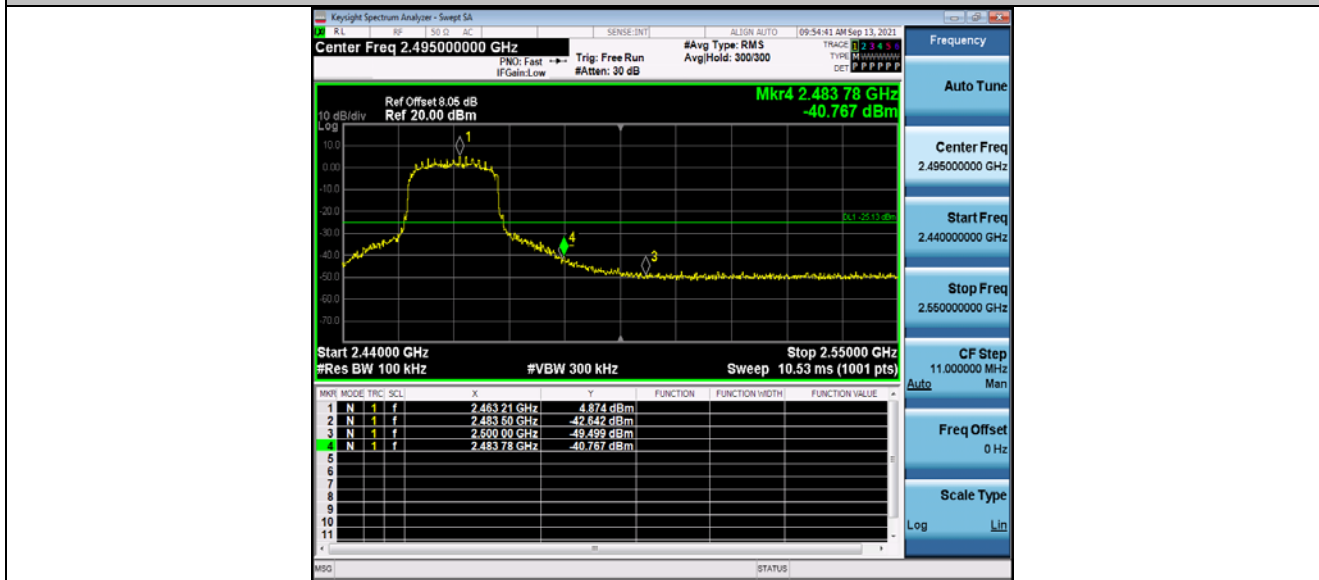 Keysight Spectrum Analyzer - Swept SA
RL RF 50 Ω AC SENSE:INT ALIGN AUTO 09:54:41 AM Sep 13, 2021
Center Freq 2.495000000 GHz
PNO: Fast
IFGain:Low
Trig: Free Run
#Atten: 30 dB
#Avg Type: RMS
Avg|Hold: 300/300
TRACE 1 2 3 4 5 6
TYPE M W W W W W
DET P P P P P P
Mkr4 2.483 78 GHz
-40.767 dBm
Ref Offset 8.05 dB
10 dB/div Ref 20.00 dBm
Log
10.0
0.00
-10.0
-20.0
-30.0
-40.0
-50.0
-60.0
-70.0
1
DL1 -25.13 dBm
4
3
Start 2.44000 GHz Stop 2.55000 GHz
#Res BW 100 kHz #VBW 300 kHz Sweep 10.53 ms (1001 pts)
MKR MODE TRC SCL X Y FUNCTION FUNCTION WIDTH FUNCTION VALUE
1 N 1 f 2.463 21 GHz 4.874 dBm
2 N 1 f 2.483 50 GHz -42.642 dBm
3 N 1 f 2.500 00 GHz -49.499 dBm
4 N 1 f 2.483 78 GHz -40.767 dBm
5
6
7
8
9
10
11
MSG STATUS
Frequency
Auto Tune
Center Freq
2.495000000 GHz
Start Freq
2.440000000 GHz
Stop Freq
2.550000000 GHz
CF Step
11.000000 MHz
Auto Man
Freq Offset
0 Hz
Scale Type
Log Lin